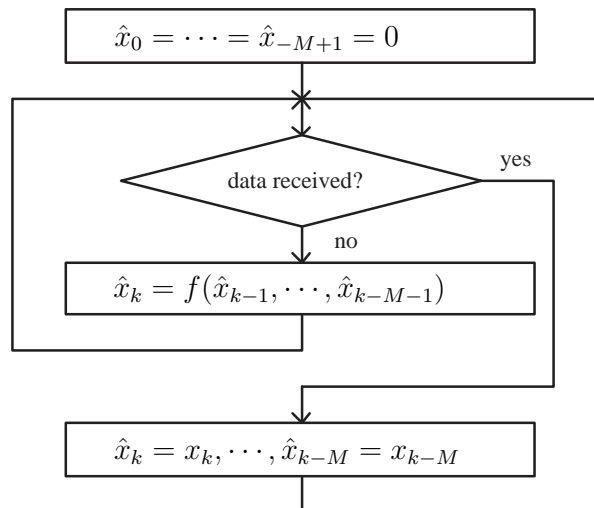 x̂₀ = ··· = x̂₋M₊₁ = 0
data received?
yes
no
x̂ₖ = f(x̂ₖ₋₁, ···, x̂ₖ₋M₋₁)
x̂ₖ = xₖ, ···, x̂ₖ₋M = xₖ₋M